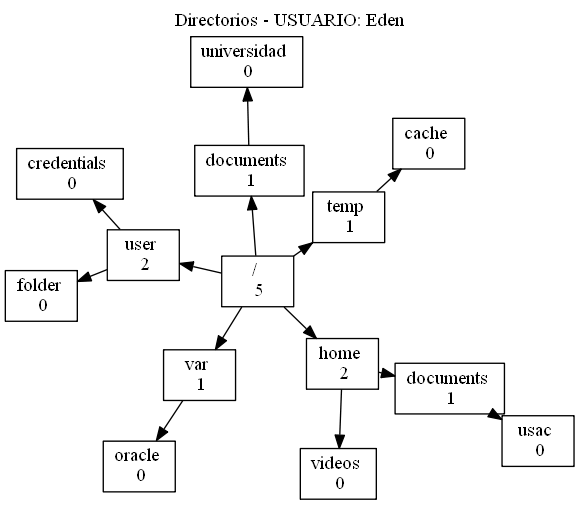 Directorios - USUARIO: Eden
universidad
0
cache
0
credentials
0
documents
1
temp
1
user
2
/
5
folder
0
home
2
var
1
documents
1
usac
0
oracle
0
videos
0